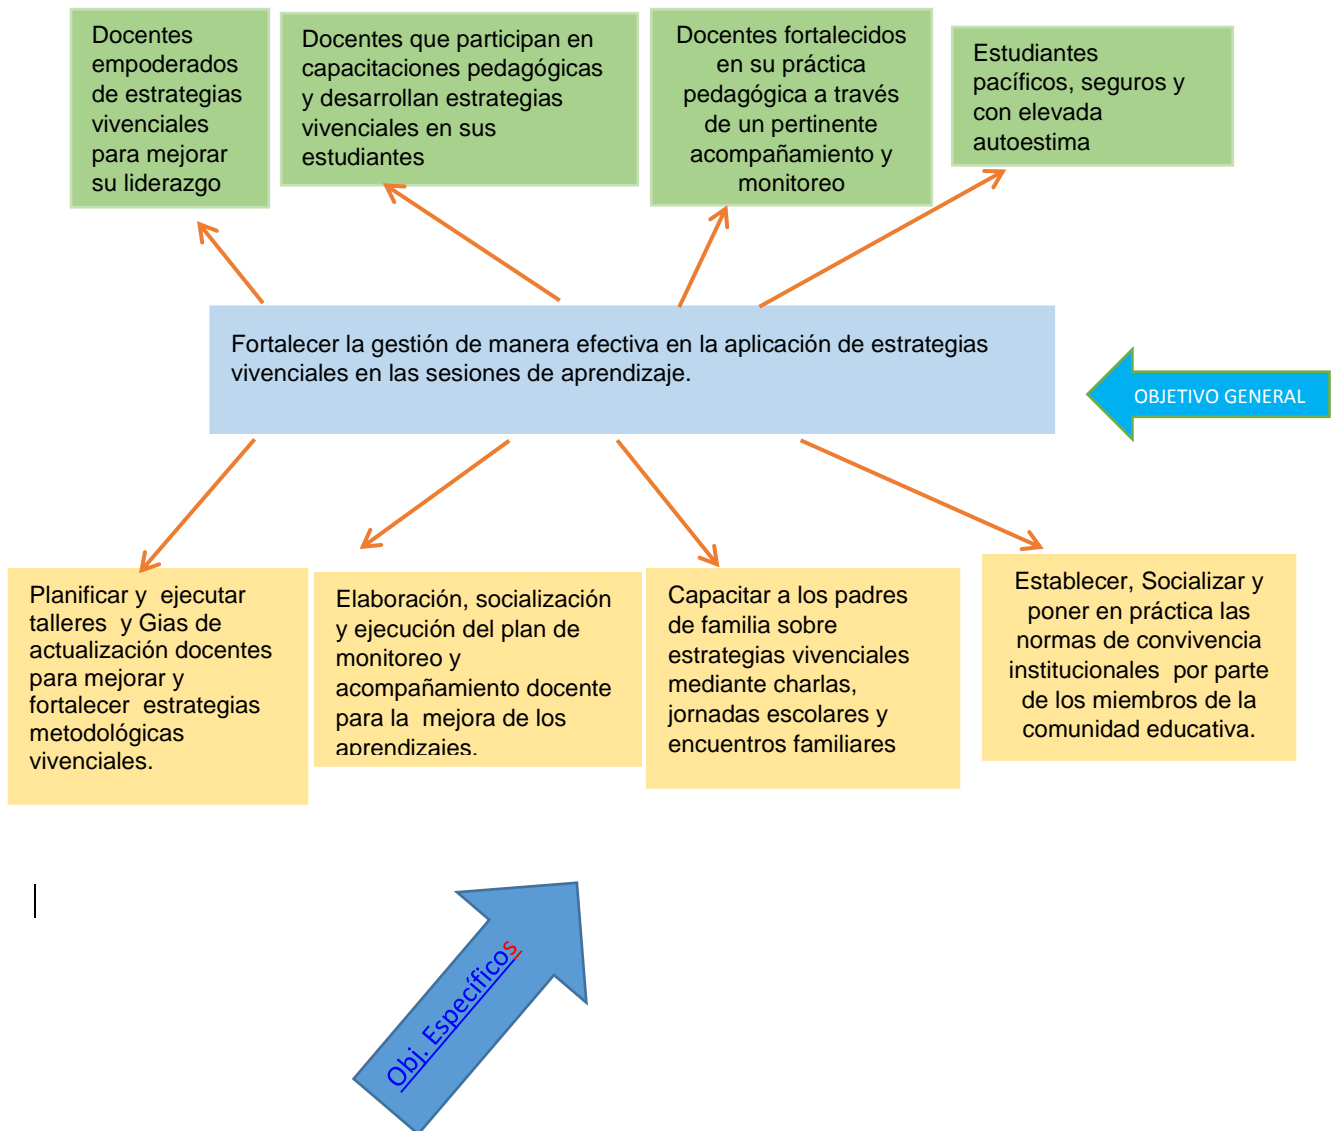 Docentes
empoderados
de estrategias
vivenciales
para mejorar
su liderazgo
Docentes que participan en
capacitaciones pedagógicas
y desarrollan estrategias
vivenciales en sus
estudiantes
Docentes fortalecidos
en su práctica
pedagógica a través
de un pertinente
acompañamiento y
monitoreo
Estudiantes
pacíficos, seguros y
con elevada
autoestima
Fortalecer la gestión de manera efectiva en la aplicación de estrategias
vivenciales en las sesiones de aprendizaje.
OBJETIVO GENERAL
Planificar y ejecutar
talleres y Gias de
actualización docentes
para mejorar y
fortalecer estrategias
metodológicas
vivenciales.
Elaboración, socialización
y ejecución del plan de
monitoreo y
acompañamiento docente
para la mejora de los
aprendizajes.
Capacitar a los padres
de familia sobre
estrategias vivenciales
mediante charlas,
jornadas escolares y
encuentros familiares
Establecer, Socializar y
poner en práctica las
normas de convivencia
institucionales por parte
de los miembros de la
comunidad educativa.
Obj. Específicos